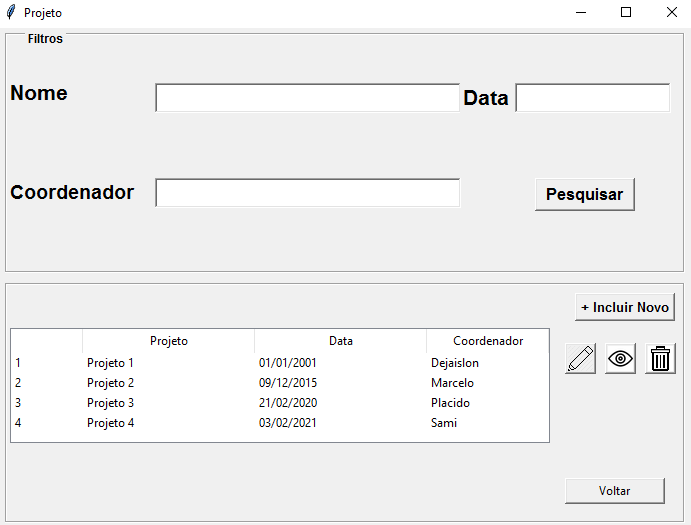 Projeto
Filtros
Nome
Data
Coordenador
Pesquisar
+ Incluir Novo
Projeto Data Coordenador
1 Projeto 1 01/01/2001 Dejaislon
2 Projeto 2 09/12/2015 Marcelo
3 Projeto 3 21/02/2020 Placido
4 Projeto 4 03/02/2021 Sami
Voltar